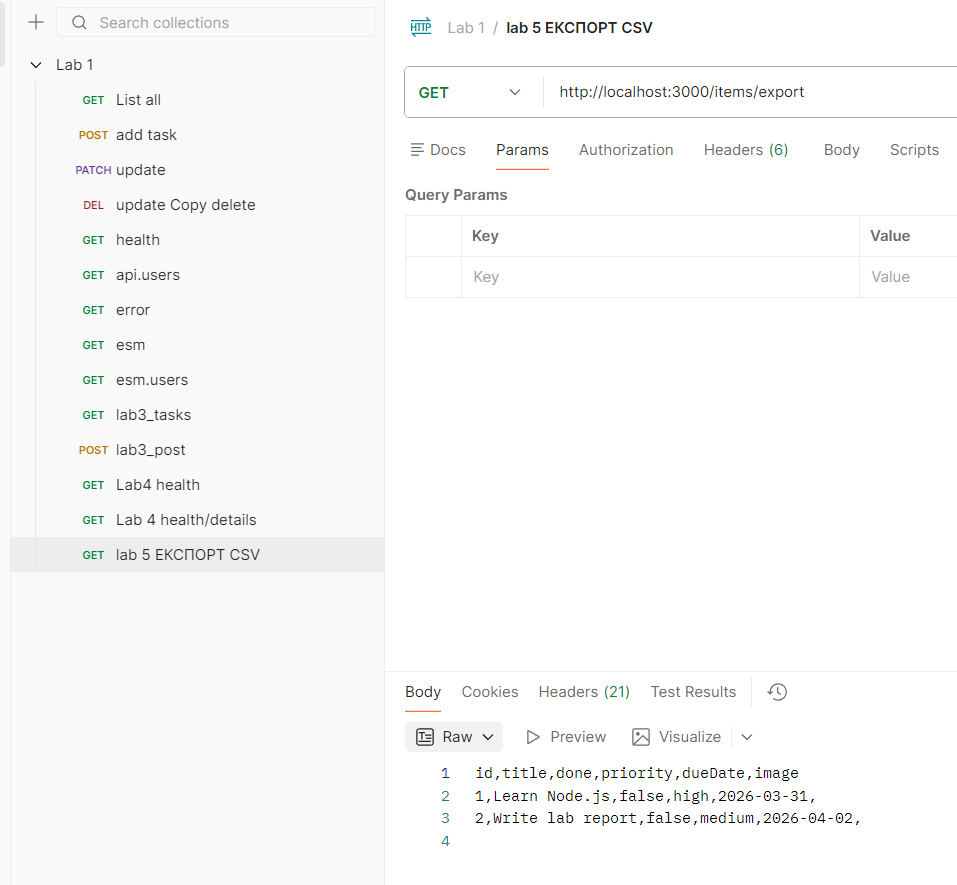 Search collections
Lab 1
GET List all
POST add task
PATCH update
DEL update Copy delete
GET health
GET api.users
GET error
GET esm
GET esm.users
GET lab3_tasks
POST lab3_post
GET Lab4 health
GET Lab 4 health/details
GET lab 5 ЕКСПОРТ CSV
HTTP Lab 1 / lab 5 ЕКСПОРТ CSV
GET http://localhost:3000/items/export
Docs Params Authorization Headers (6) Body Scripts
Query Params
Key Value
Key Value
Body Cookies Headers (21) Test Results
Raw Preview Visualize
1 id,title,done,priority,dueDate,image
2 1,Learn Node.js,false,high,2026-03-31,
3 2,Write lab report,false,medium,2026-04-02,
4